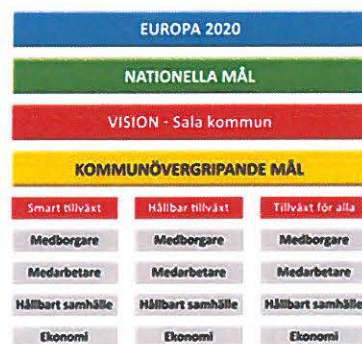 EUROPA 2020
NATIONELLA MÅL
VISION - Sala kommun
KOMMUNÖVERGRIPANDE MÅL
Smart tillväxt Hållbar tillväxt Tillväxt för alla
Medborgare Medborgare Medborgare
Medarbetare Medarbetare Medarbetare
Hållbart samhälle Hållbart samhälle Hållbart samhälle
Ekonomi Ekonomi Ekonomi